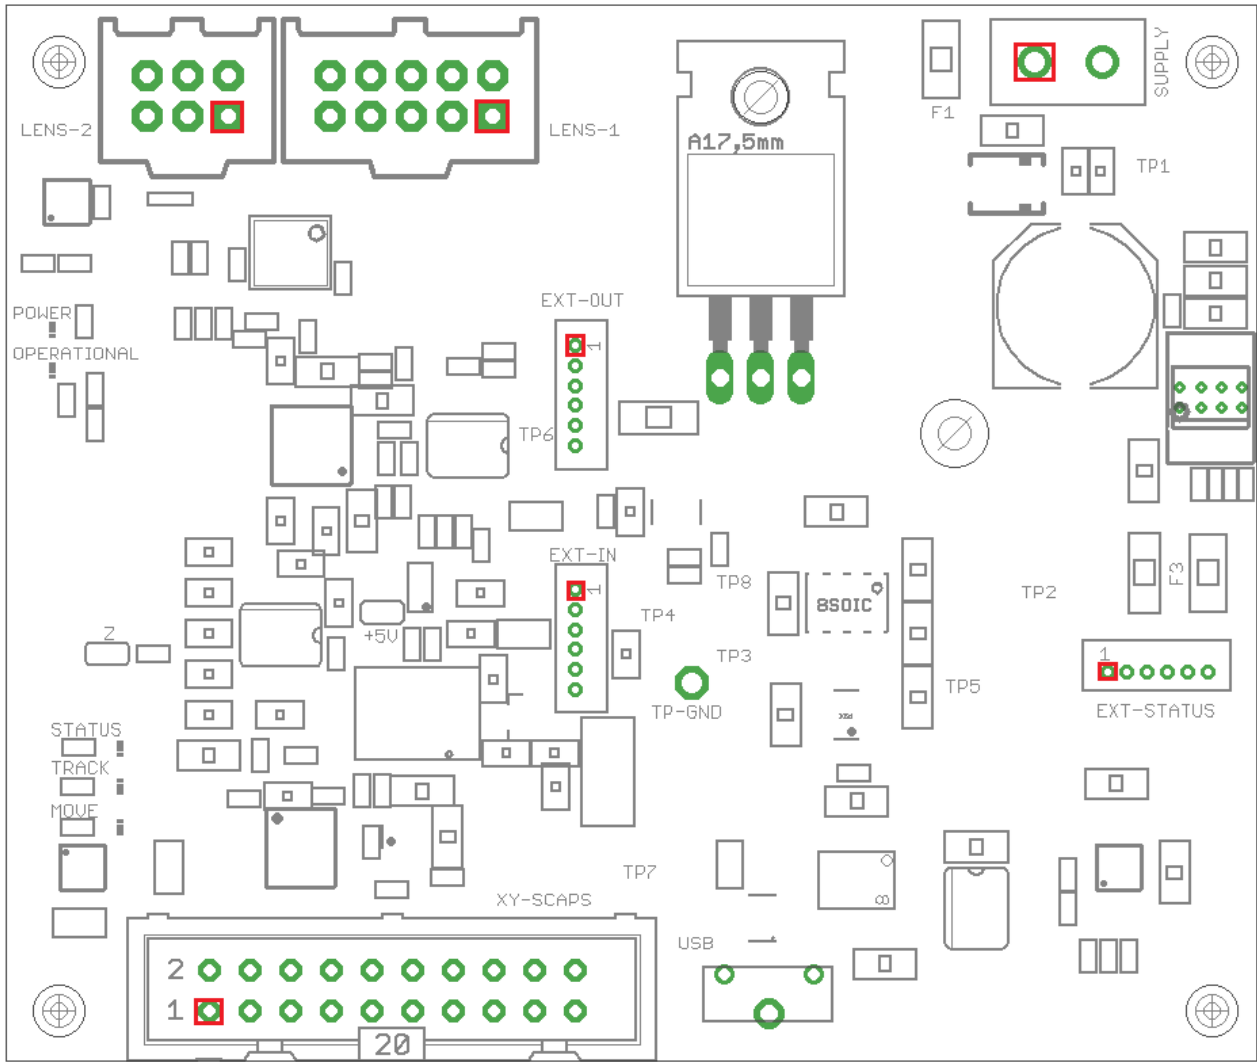 SUPPLY
LENS-2
LENS-1
F1
A17,5mm
TP1
EXT-OUT
POWER
1
OPERATIONAL
TP6
EXT-IN
1
TP8
8SOIC
F3
TP2
TP4
Z
+5V
TP3
1
TP5
TP-GND
EXT-STATUS
STATUS
TRACK
MOVE
TP7
8
XY-SCAPS
USB
2
1
20